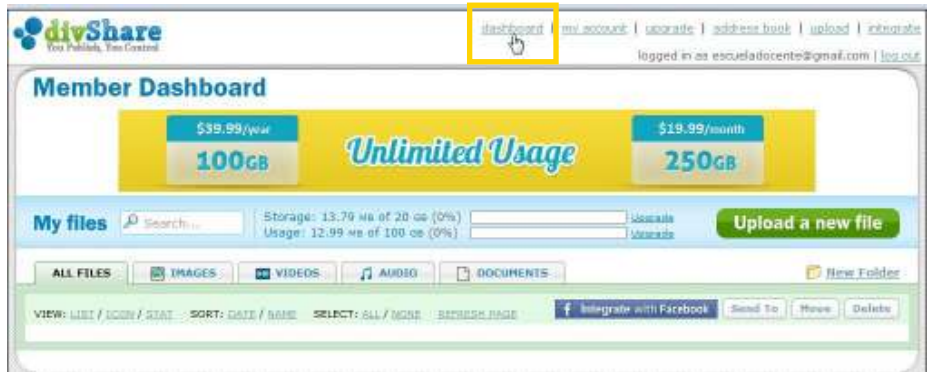 divShare
You Publish, You Control
dashboard | my account | upgrade | address book | upload | integrate
logged in as escueladocente@gmail.com | log out
Member Dashboard
$39.99/year
100GB
Unlimited Usage
$19.99/month
250GB
My files
Search...
Storage: 13.79 MB of 20 GB (0%)
Upgrade
Usage: 12.99 MB of 100 GB (0%)
Upgrade
Upload a new file
ALL FILES
IMAGES
VIDEOS
AUDIO
DOCUMENTS
New Folder
VIEW: LIST / ICON / STAT SORT: DATE / NAME SELECT: ALL / NONE REFRESH PAGE
f Integrate with Facebook
Send To
Move
Delete